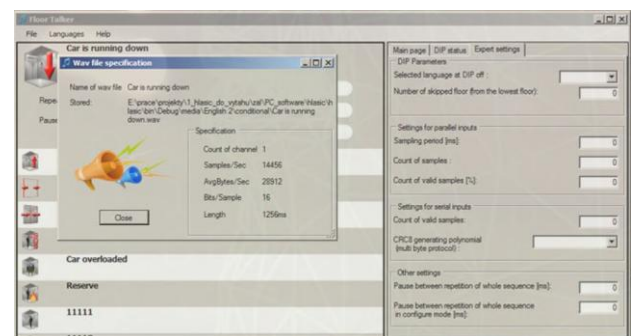 Floor Talker
File Languages Help
Car is running down
Wav file specification
Name of wav file Car is running down
Stored: E:\prace\projekty\1_hlasc_do_vytahu\zal\PC_software\hlasic\h
lasic\bin\Debug\media\English 2\conditional\Car is running
down.wav
Specification
Count of channel 1
Samples/Sec 14456
AvgBytes/Sec 28912
Bits/Sample 16
Length 1256ms
Close
Repe
Pause
Car overloaded
Reserve
11111
Main page DIP status Expert settings
DIP Parameters
Selected language at DIP off :
Number of skipped floor (from the lowest floor): 0
Settings for parallel inputs
Sampling period [ms]: 0
Count of samples : 0
Count of valid samples [%]: 0
Settings for serial inputs
Count of valid samples: 0
CRC8 generating polynomial
(multi byte protocol) :
Other settings
Pause between repetition of whole sequence [ms]: 0
Pause between repetition of whole sequence
in configure mode [ms]: 0